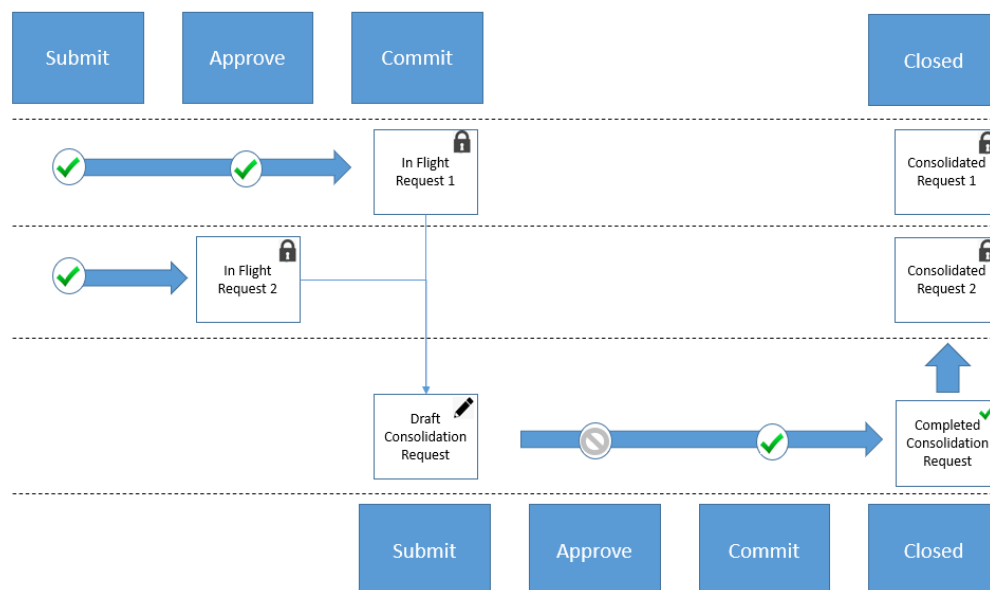 Submit
Approve
Commit
Closed
In Flight
Request 1
Consolidated
Request 1
In Flight
Request 2
Consolidated
Request 2
Draft
Consolidation
Request
Completed
Consolidation
Request
Submit
Approve
Commit
Closed